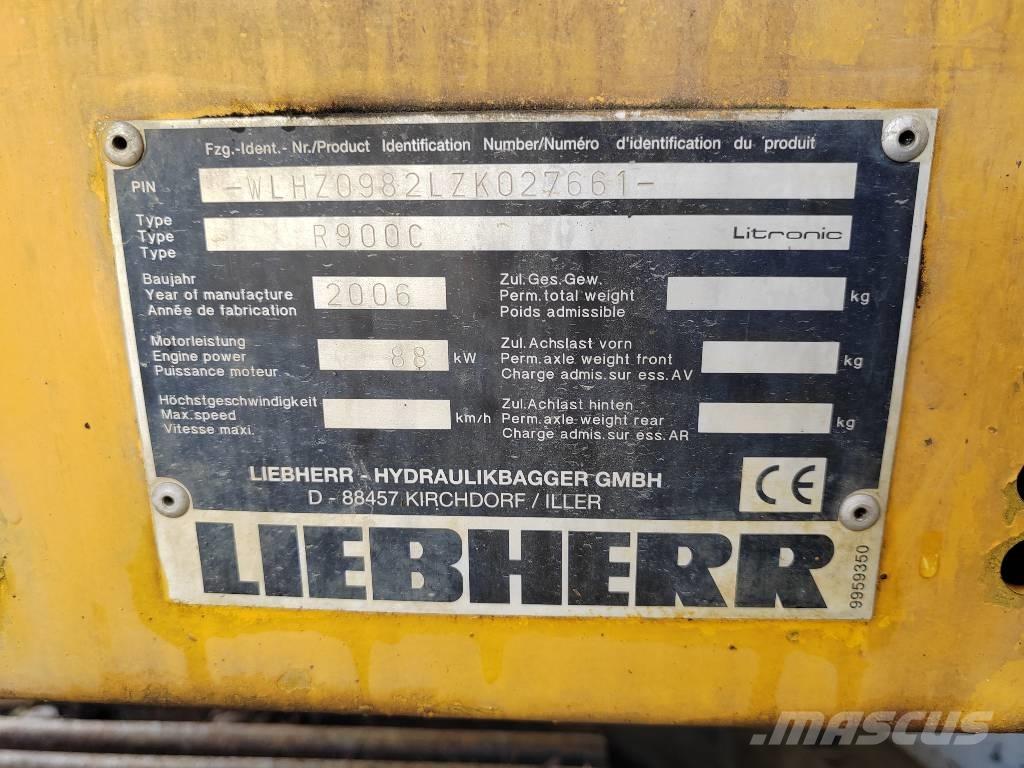 Fzg.-Ident.- Nr./Product Identification Number/Numéro d'identification du produit
PIN -WLHZ0982LZK027661-
Type
Type
Type
R900C Litronic
Baujahr
Year of manufacture
Année de fabrication
2006
Zul.Ges.Gew.
Perm.total weight
Poids admissible
kg
Motorleistung
Engine power
Puissance moteur
88 kW
Zul.Achslast vorn
Perm.axle weight front
Charge admis.sur ess.AV
kg
Höchstgeschwindigkeit
Max.speed
Vitesse maxi.
km/h
Zul.Achlast hinten
Perm.axle weight rear
Charge admis.sur ess.AR
kg
LIEBHERR - HYDRAULIKBAGGER GMBH
D - 88457 KIRCHDORF / ILLER
CE
LIEBHERR
9959350
MASCUS